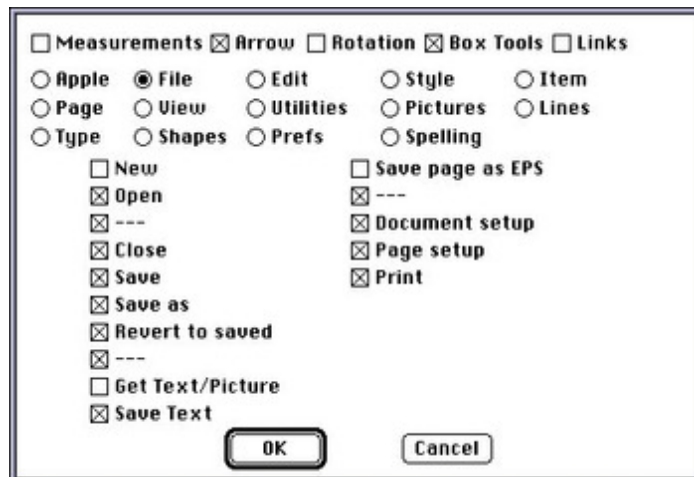 Measurements Arrow Rotation Box Tools Links
Apple File Edit Style Item
Page View Utilities Pictures Lines
Type Shapes Prefs Spelling
New Save page as EPS
Open ---
--- Document setup
Close Page setup
Save Print
Save as
Revert to saved
---
Get Text/Picture
Save Text
OK Cancel